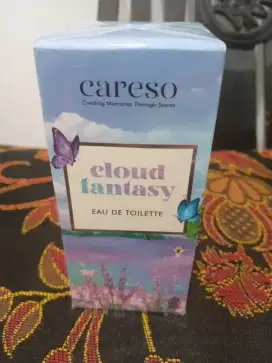 careso
Creating Memories Through Scents
cloud
fantasy
EAU DE TOILETTE